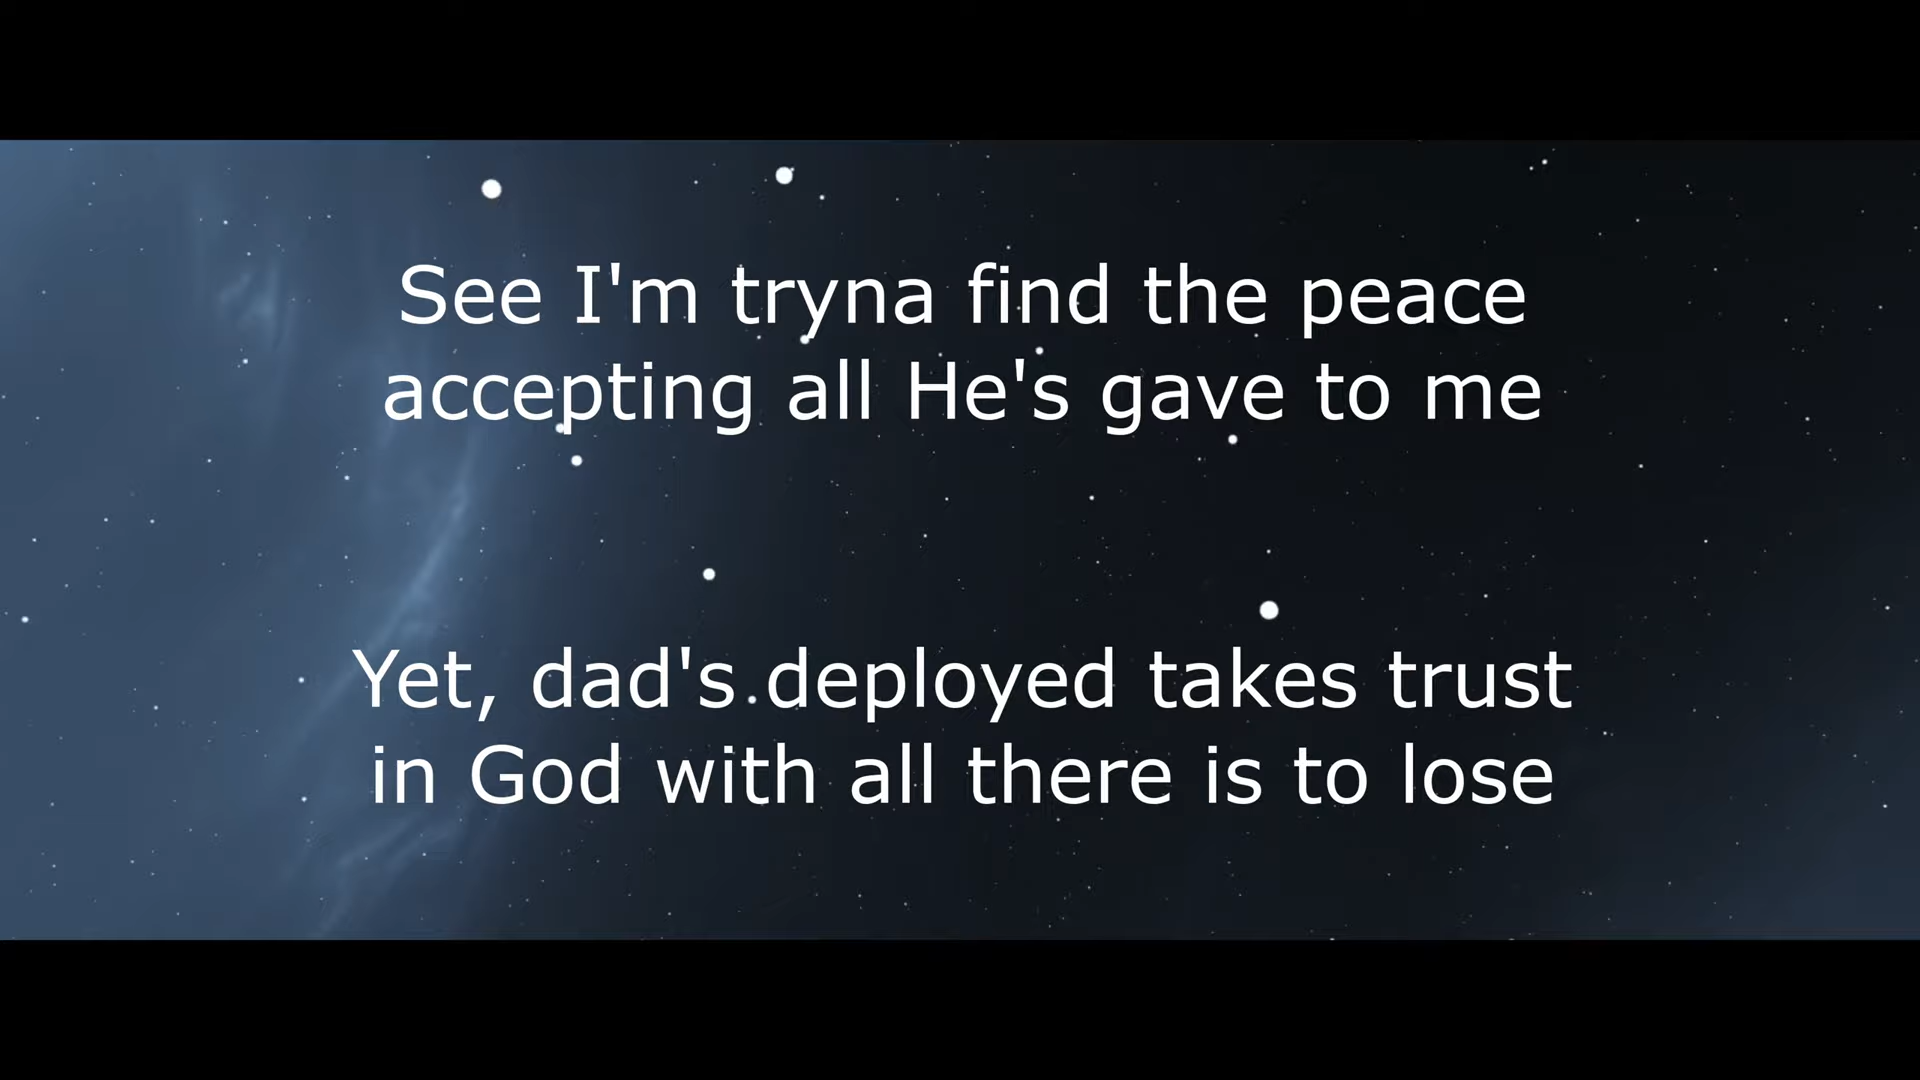 See I'm tryna find the peace
accepting all He's gave to me
Yet, dad's deployed takes trust
in God with all there is to lose